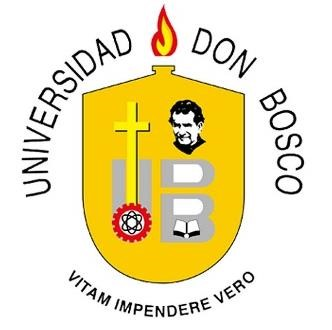 UNIVERSIDAD DON BOSCO
UDB
VITAM IMPENDERE VERO